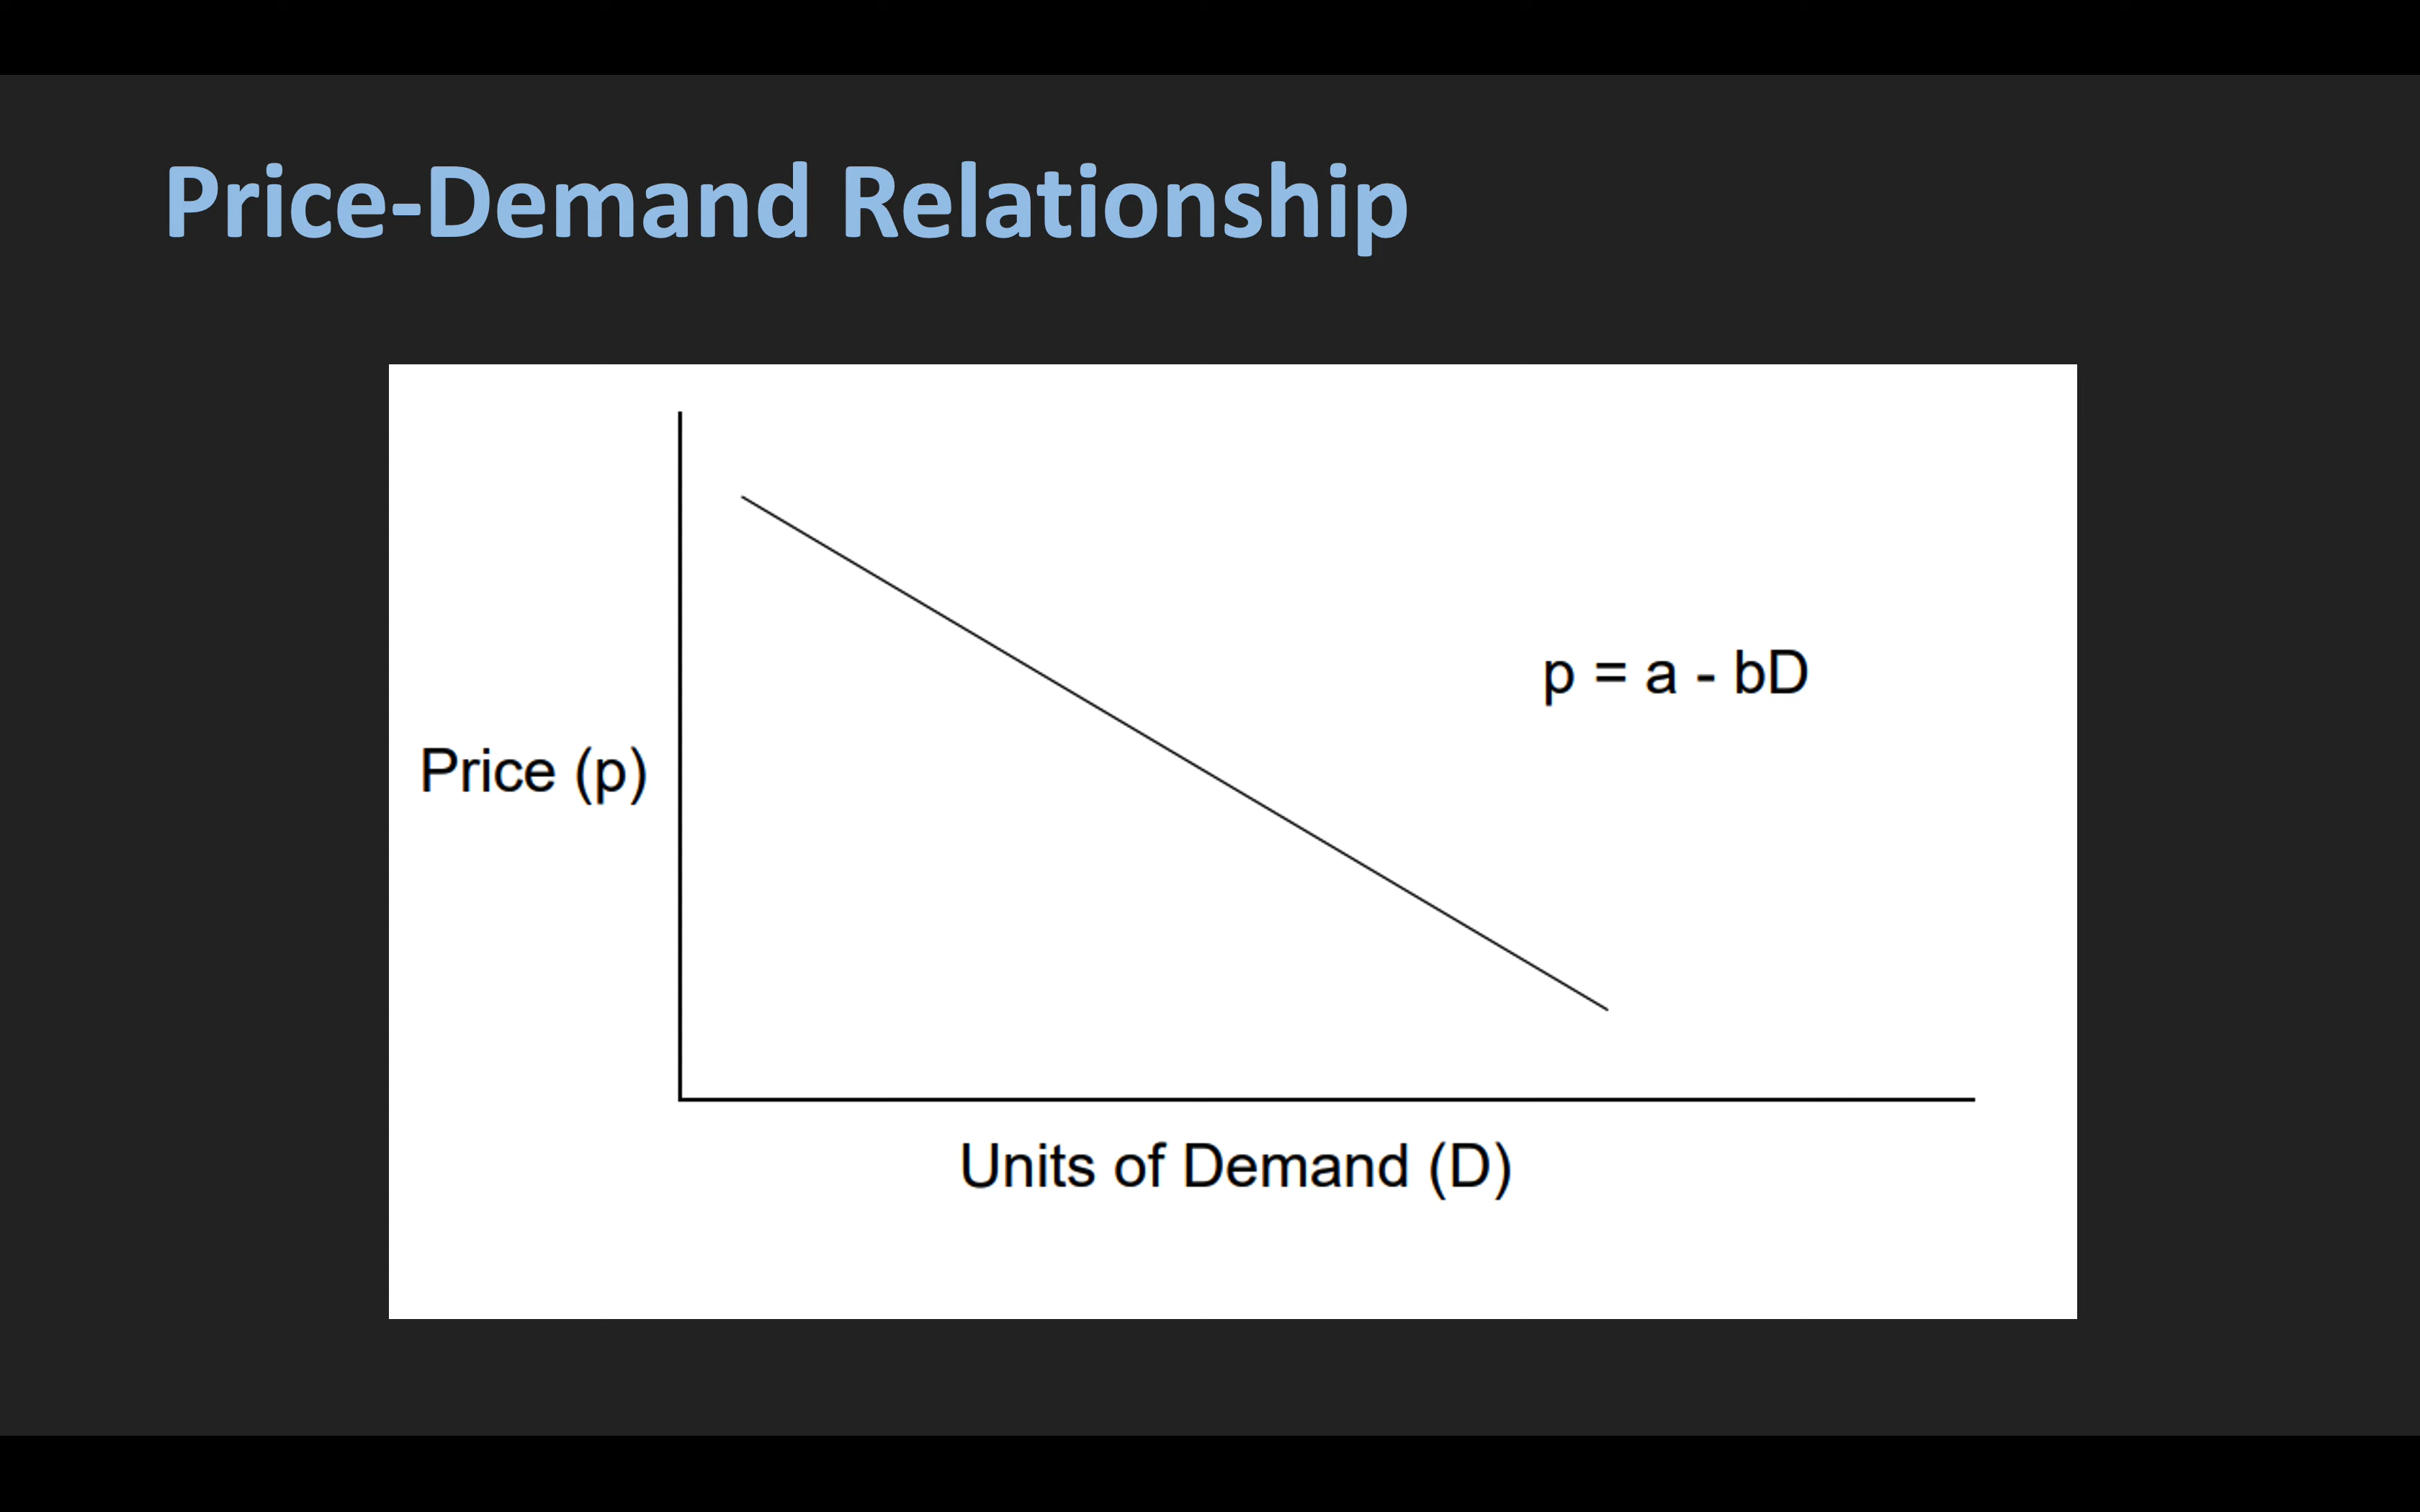 Price-Demand Relationship
p = a - bD
Price (p)
Units of Demand (D)